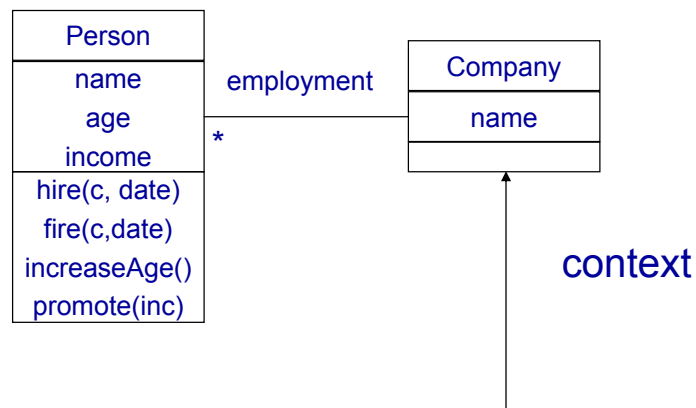 Person
name
age
income
hire(c, date)
fire(c,date)
increaseAge()
promote(inc)
employment
*
Company
name
context